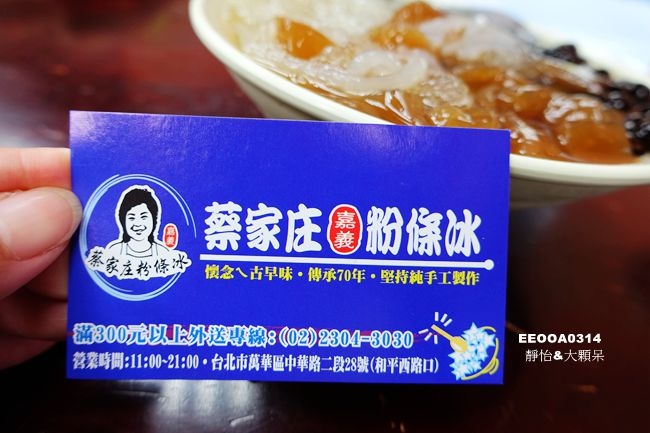 蔡家庄 嘉義 粉條冰
嘉義
蔡家庄粉條冰
懷念ㄟ古早味・傳承70年・堅持純手工製作
滿300元以上外送專線:(02)2304-3030
營業時間:11:00~21:00・台北市萬華區中華路二段28號(和平西路口)
EEOOA0314
靜怡&大顆呆